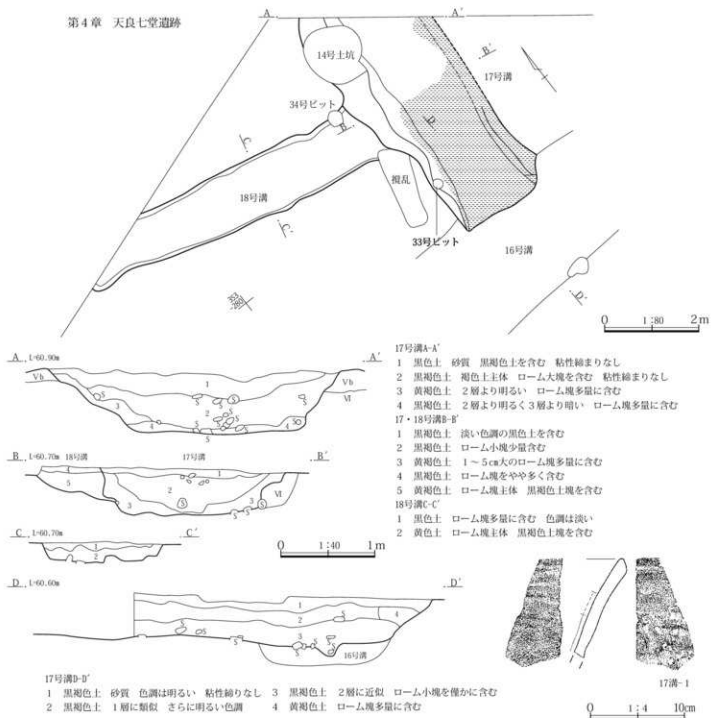 第4章 天良七堂遺跡
A A'
14号土坑
B'
17号溝
34号ピット
B
D
C
18号溝
攪乱
C'
33号ピット
16号溝
D'
0 1:80 2m
A L=60.90m A'
Vb 1 Vb
VI
S 3 2 S 4 S
B L=60.70m 18号溝 17号溝 B'
5 1 2 3 S 3 VI
C L=60.70m C'
1
2
0 1:40 1m
D L=60.60m D'
1
2 S 4
S S 3 S
16号溝
17号溝A-A'
1 黒色土 砂質 黒褐色土を含む 粘性締まりなし
2 黒褐色土 褐色土主体 ローム大塊を含む 粘性締まりなし
3 黄褐色土 2層より明るい ローム塊多量に含む
4 黒褐色土 2層より明るく3層より暗い ローム塊多量に含む
17・18号溝B-B'
1 黒褐色土 淡い色調の黒色土を含む
2 黒褐色土 ローム小塊少量含む
3 黄褐色土 1～5cm大のローム塊多量に含む
4 黒褐色土 ローム塊をやや多く含む
5 黄褐色土 ローム塊主体 黒褐色土塊を含む
18号溝C-C'
1 黒色土 ローム塊多量に含む 色調は淡い
2 黄色土 ローム塊主体 黒褐色土塊を含む
17号溝D-D'
1 黒褐色土 砂質 色調は明るい 粘性締りなし
2 黒褐色土 1層に類似 さらに明るい色調
3 黒褐色土 2層に近似 ローム小塊を僅かに含む
4 黄褐色土 ローム塊多量に含む
17溝-1
0 1:4 10cm